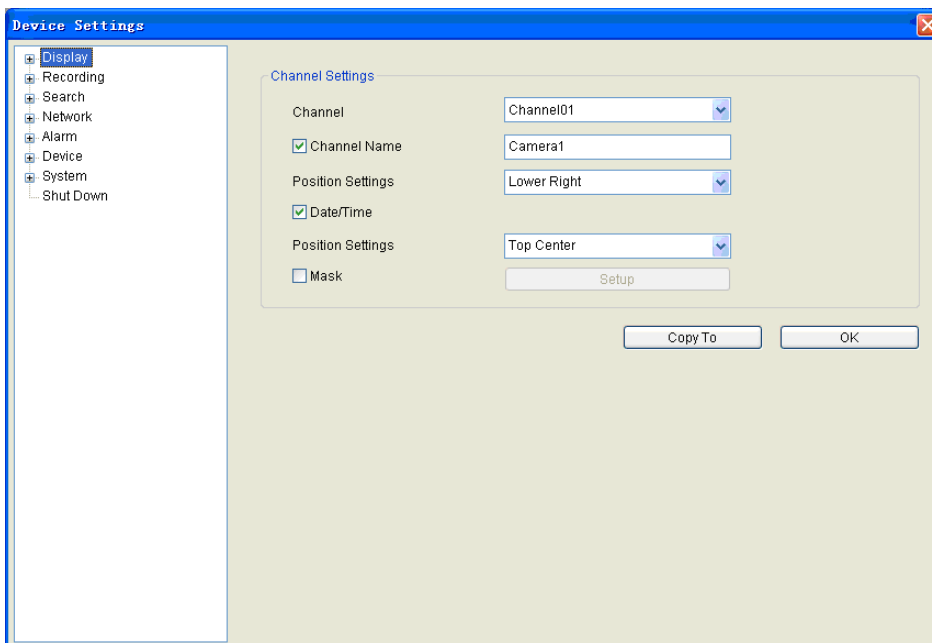 Device Settings
Display
Recording
Search
Network
Alarm
Device
System
Shut Down
Channel Settings
Channel Channel01
Channel Name Camera1
Position Settings Lower Right
Date/Time
Position Settings Top Center
Mask Setup
Copy To OK